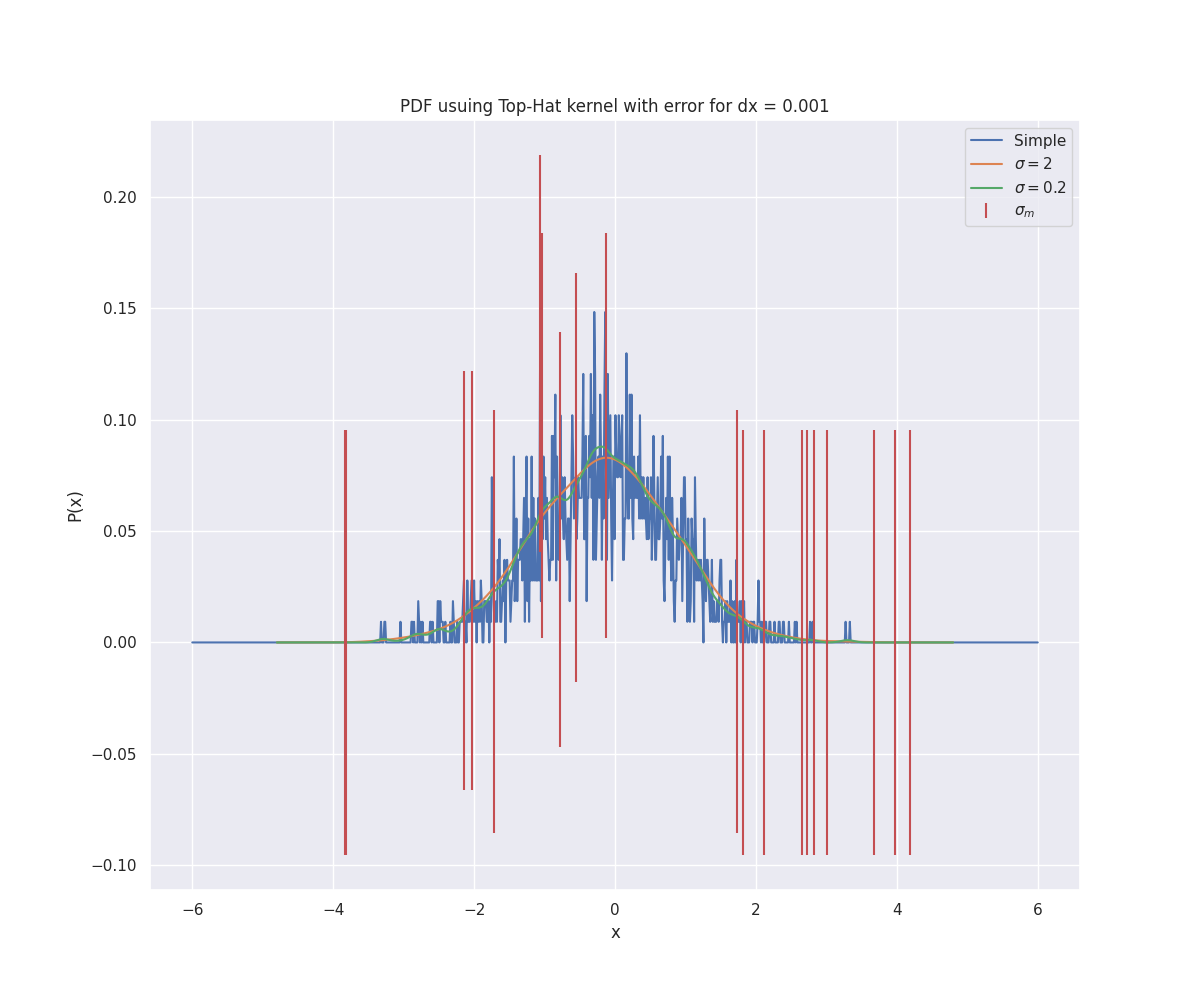 PDF usuing Top-Hat kernel with error for dx = 0.001
Simple
σ = 2
σ = 0.2
σm
0.20
0.15
0.10
0.05
0.00
−0.05
−0.10
P(x)
−6
−4
−2
0
2
4
6
x